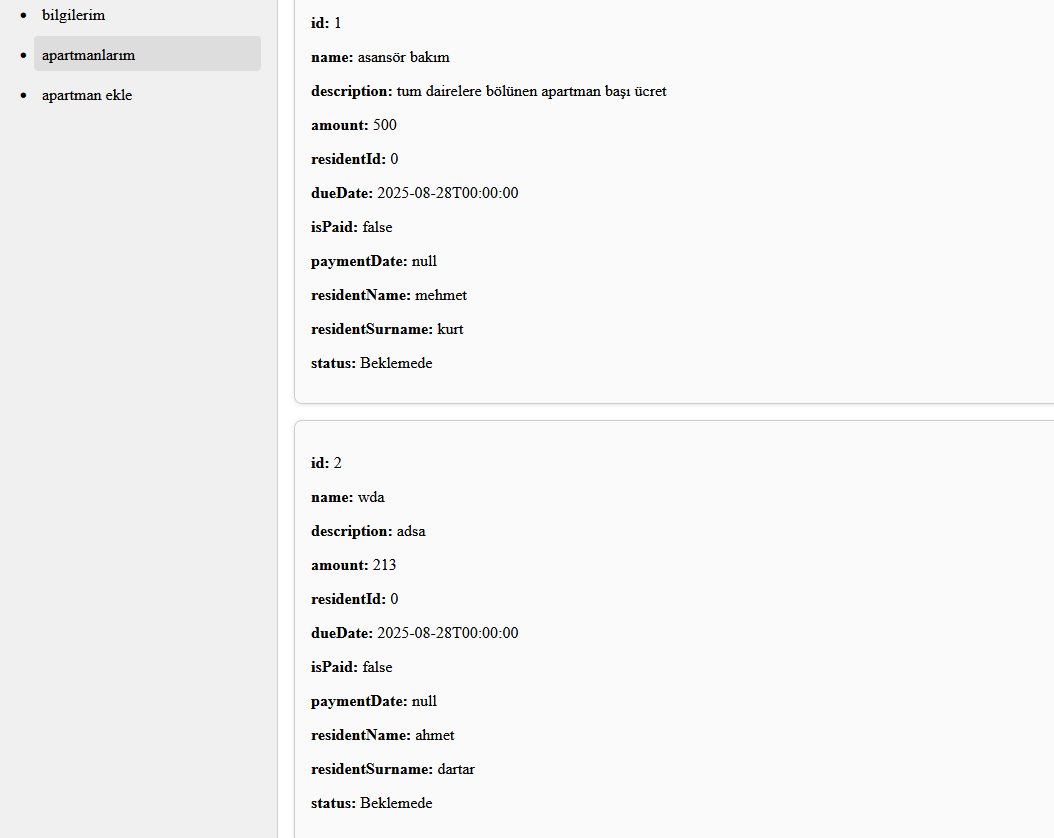 bilgilerim
apartmanlarım
apartman ekle
id: 1
name: asansör bakım
description: tum dairelere bölünen apartman başı ücret
amount: 500
residentId: 0
dueDate: 2025-08-28T00:00:00
isPaid: false
paymentDate: null
residentName: mehmet
residentSurname: kurt
status: Beklemede
id: 2
name: wda
description: adsa
amount: 213
residentId: 0
dueDate: 2025-08-28T00:00:00
isPaid: false
paymentDate: null
residentName: ahmet
residentSurname: dartar
status: Beklemede